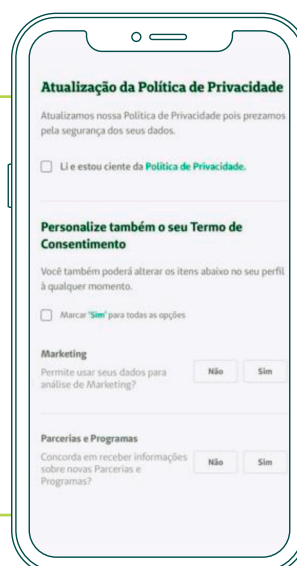 Atualização da Política de Privacidade
Atualizamos nossa Política de Privacidade pois prezamos
pela segurança dos seus dados.
Li e estou ciente da Política de Privacidade.
Personalize também o seu Termo de
Consentimento
Você também poderá alterar os itens abaixo no seu perfil
à qualquer momento.
Marcar 'Sim' para todas as opções
Marketing
Permite usar seus dados para
análise de Marketing?
Não Sim
Parcerias e Programas
Concorda em receber informações
sobre novas Parcerias e
Programas?
Não Sim